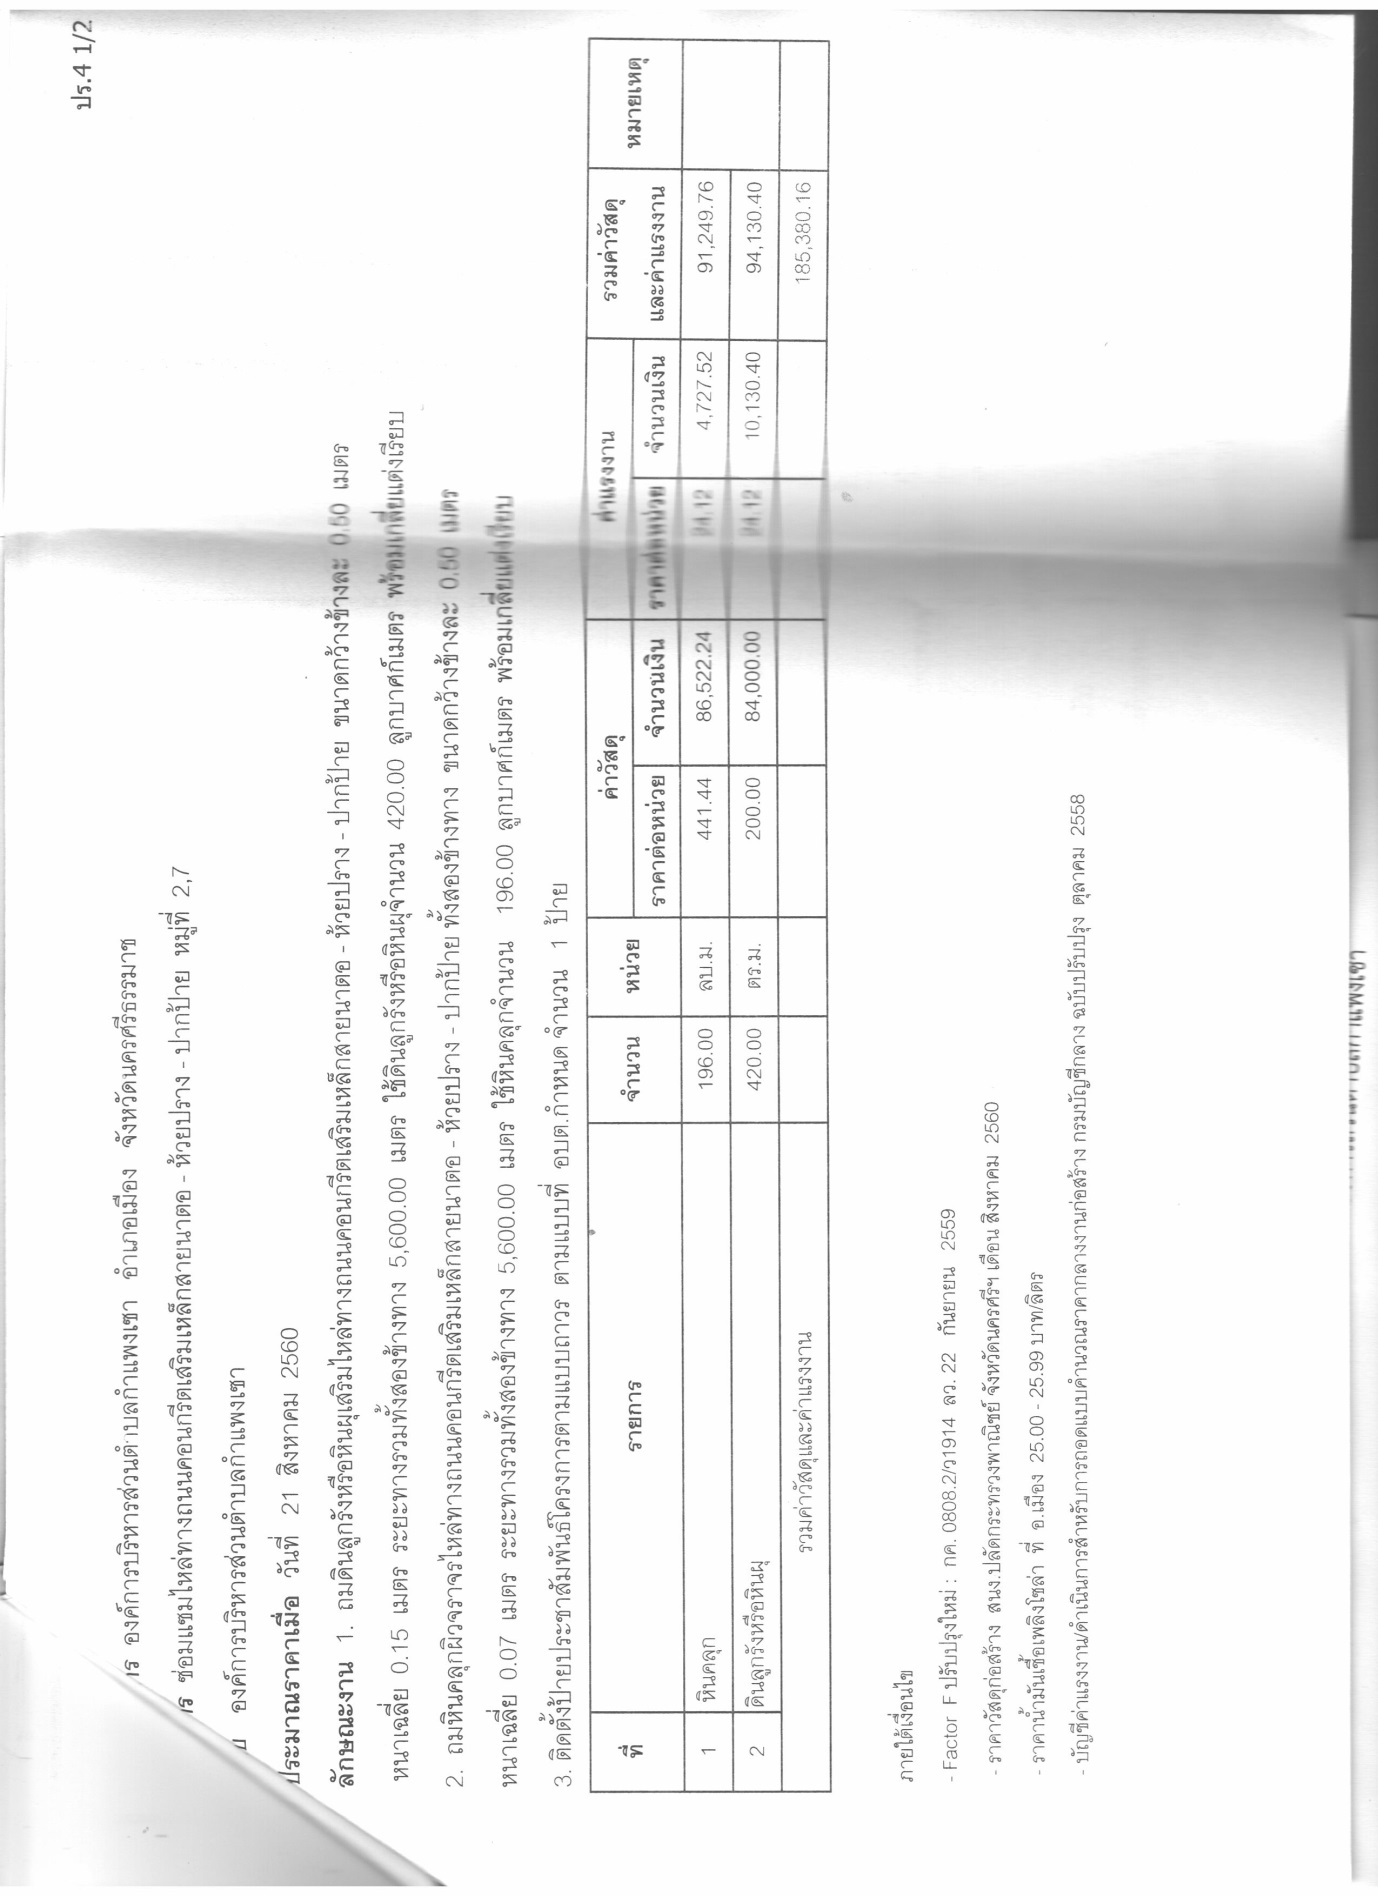 ปร.4 1/2
องค์การบริหารส่วนตำบลกำแพงเซา อำเภอเมือง จังหวัดนครศรีธรรมาช
ซ่อมแซมไหล่ทางถนนคอนกรีตเสริมเหล็กสายนาตอ - ห้วยปราง - ปากป้าย หมู่ที่ 2,7
องค์การบริหารส่วนตำบลกำแพงเซา
ประมาณราคาเมื่อ วันที่ 21 สิงหาคม 2560
ลักษณะงาน 1. ถมดินลูกรังหรือหินผุเสริมไหล่ทางถนนคอนกรีตเสริมเหล็กสายนาตอ - ห้วยปราง - ปากป้าย ขนาดกว้างข้างละ 0.50 เมตร
หนาเฉลี่ย 0.15 เมตร ระยะทางรวมทั้งสองข้างทาง 5,600.00 เมตร ใช้ดินลูกรังหรือหินผุจำนวน 420.00 ลูกบาศก์เมตร พร้อมเกลี่ยแต่งเรียบ
2. ถมหินคลุกผิวจราจรไหล่ทางถนนคอนกรีตเสริมเหล็กสายนาตอ - ห้วยปราง - ปากป้าย ทั้งสองข้างทาง ขนาดกว้างข้างละ 0.50 เมตร
หนาเฉลี่ย 0.07 เมตร ระยะทางรวมทั้งสองข้างทาง 5,600.00 เมตร ใช้หินคลุกจำนวน 196.00 ลูกบาศก์เมตร พร้อมเกลี่ยแต่งเรียบ
3. ติดตั้งป้ายประชาสัมพันธ์โครงการตามแบบถาวร ตามแบบที่ อบต.กำหนด จำนวน 1 ป้าย
ที่ รายการ จำนวน หน่วย ค่าวัสดุ ค่าแรงงาน รวมค่าวัสดุ หมายเหตุ
ราคาต่อหน่วย จำนวนเงิน ราคาต่อหน่วย จำนวนเงิน และค่าแรงงาน
1 หินคลุก 196.00 ลบ.ม. 441.44 86,522.24 24.12 4,727.52 91,249.76
2 ดินลูกรังหรือหินผุ 420.00 ตร.ม. 200.00 84,000.00 24.12 10,130.40 94,130.40
รวมค่าวัสดุและค่าแรงงาน 185,380.16
ภายใต้เงื่อนไข
- Factor F ปรับปรุงใหม่ : กค. 0808.2/ว1914 ลว. 22 กันยายน 2559
- ราคาวัสดุก่อสร้าง สนง.ปลัดกระทรวงพาณิชย์ จังหวัดนครศรีฯ เดือน สิงหาคม 2560
- ราคาน้ำมันเชื้อเพลิงโซล่า ที่ อ.เมือง 25.00 - 25.99 บาท/ลิตร
- บัญชีค่าแรงงาน/ดำเนินการสำหรับการถอดแบบคำนวณราคากลางงานก่อสร้าง กรมบัญชีกลาง ฉบับปรับปรุง ตุลาคม 2558